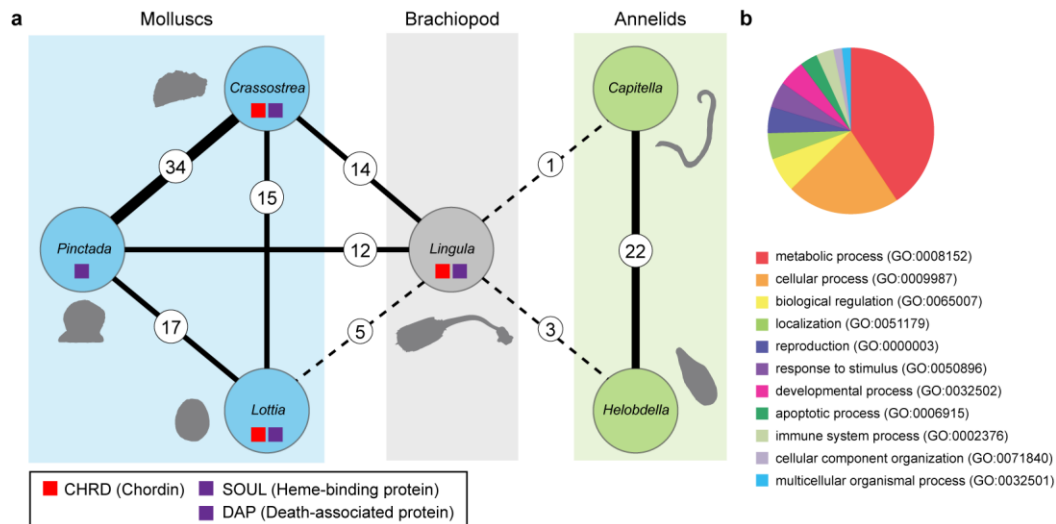 a
Molluscs
Brachiopod
Annelids
b
Crassostrea
Capitella
34
14
1
15
Pinctada
12
Lingula
22
17
5
3
Lottia
Helobdella
CHRD (Chordin)
SOUL (Heme-binding protein)
DAP (Death-associated protein)
metabolic process (GO:0008152)
cellular process (GO:0009987)
biological regulation (GO:0065007)
localization (GO:0051179)
reproduction (GO:0000003)
response to stimulus (GO:0050896)
developmental process (GO:0032502)
apoptotic process (GO:0006915)
immune system process (GO:0002376)
cellular component organization (GO:0071840)
multicellular organismal process (GO:0032501)